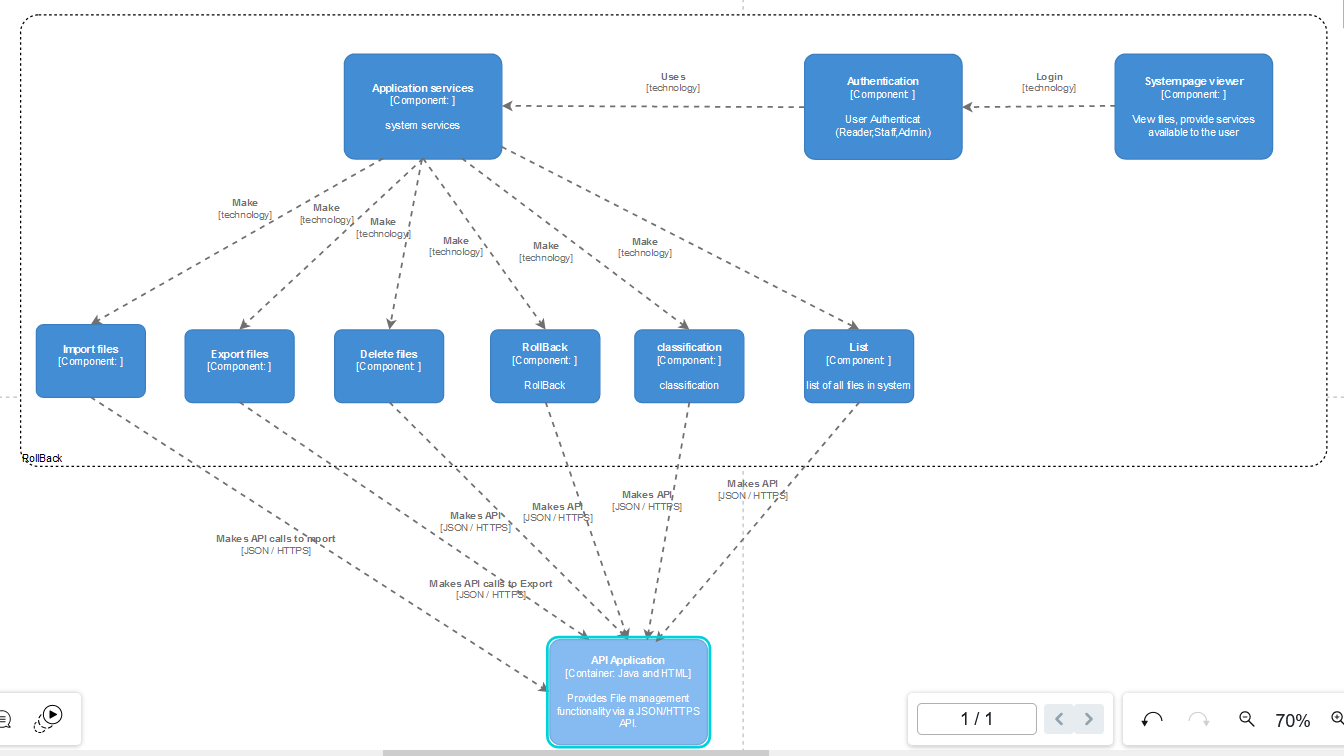 Application services
[Component: ]
system services
Uses
[technology]
Authentication
[Component: ]
User Authenticat
(Reader,Staff,Admin)
Login
[technology]
Systempage viewer
[Component: ]
View files, provide services
available to the user
Make
[technology]
Make
[technology]
Make
[technology]
Make
[technology]
Make
[technology]
Make
[technology]
Import files
[Component: ]
Export files
[Component: ]
Delete files
[Component: ]
RollBack
[Component: ]
RollBack
classification
[Component: ]
classification
List
[Component: ]
list of all files in system
RollBack
Makes API calls to mport
[JSON / HTTPS]
Makes API calls to Export
[JSON / HTTPS]
Makes API
[JSON / HTTPS]
Makes API
[JSON / HTTPS]
Makes API
[JSON / HTTPS]
Makes API
[JSON / HTTPS]
API Application
[Container: Java and HTML]
Provides File management
functionality via a JSON/HTTPS
API.
1 / 1
70%